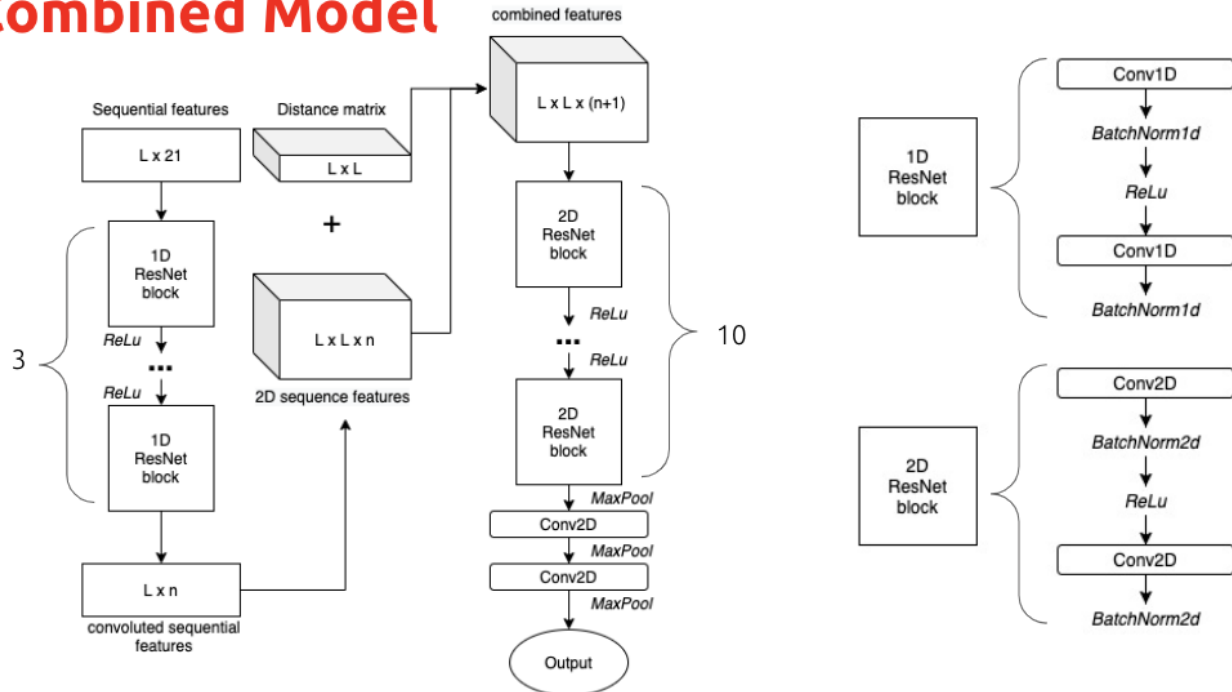 Combined Model
Sequential features
L x 21
1D
ResNet
block
ReLu
...
ReLu
1D
ResNet
block
3
L x n
convoluted sequential
features
Distance matrix
L x L
+
L x L x n
2D sequence features
combined features
L x L x (n+1)
2D
ResNet
block
ReLu
...
ReLu
2D
ResNet
block
10
MaxPool
Conv2D
MaxPool
Conv2D
MaxPool
Output
1D
ResNet
block
Conv1D
BatchNorm1d
ReLu
Conv1D
BatchNorm1d
2D
ResNet
block
Conv2D
BatchNorm2d
ReLu
Conv2D
BatchNorm2d